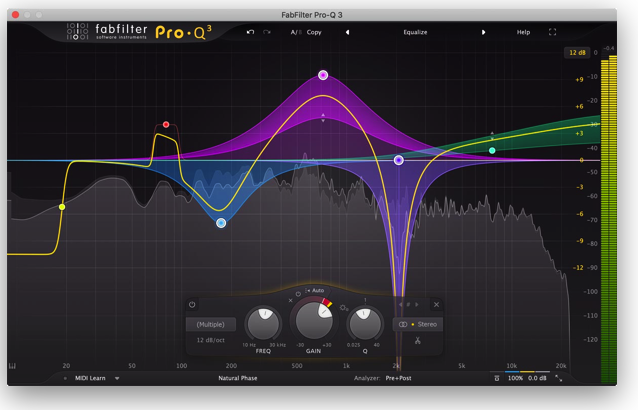 FabFilter Pro-Q 3
fabfilter Pro·Q³
software instruments
A/B Copy
Equalize
Help
12 dB
-0.4
0
+9 -10
+6 -20
+3 -30
-40
0 -50
-3 -60
-6 -70
-80
-9 -90
-12 -100
-110
-120
Auto
(Multiple)
12 dB/oct
10 Hz 30 kHz
FREQ
-30 +30
GAIN
0.025 40
Q
Stereo
20 50 100 200 500 1k 2k 5k 10k 20k
MIDI Learn
Natural Phase
Analyzer: Pre+Post
100%
0.0 dB